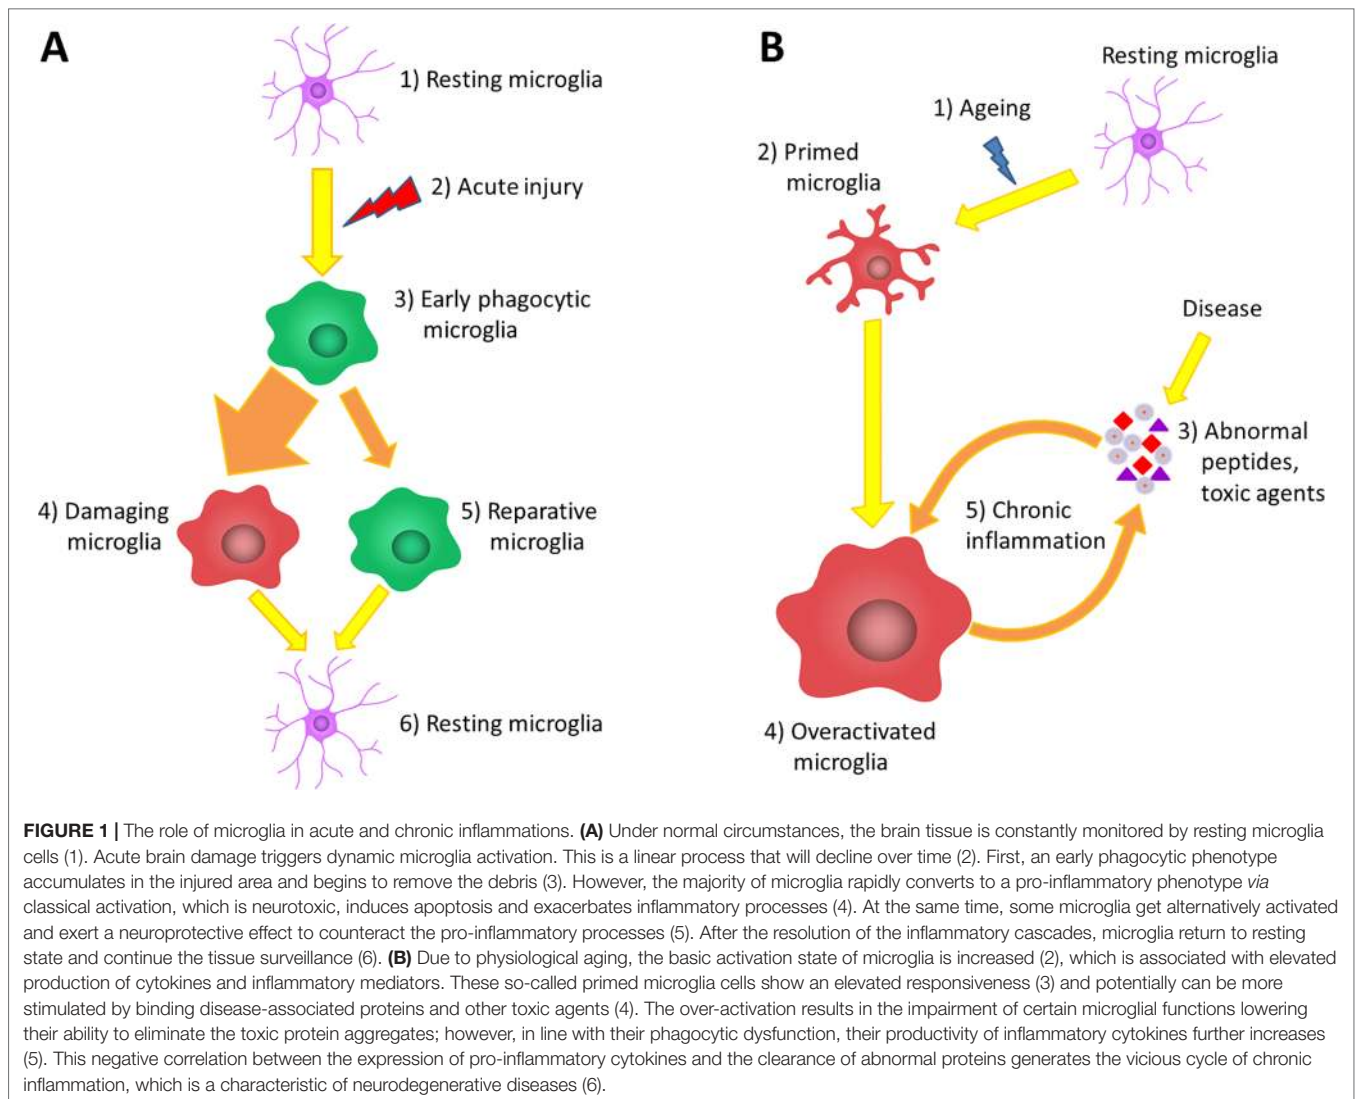 A
1) Resting microglia
2) Acute injury
3) Early phagocytic
microglia
4) Damaging
microglia
5) Reparative
microglia
6) Resting microglia
B
Resting microglia
1) Ageing
2) Primed
microglia
Disease
3) Abnormal
peptides,
toxic agents
5) Chronic
inflammation
4) Overactivated
microglia
FIGURE 1 | The role of microglia in acute and chronic inflammations. (A) Under normal circumstances, the brain tissue is constantly monitored by resting microglia
cells (1). Acute brain damage triggers dynamic microglia activation. This is a linear process that will decline over time (2). First, an early phagocytic phenotype
accumulates in the injured area and begins to remove the debris (3). However, the majority of microglia rapidly converts to a pro-inflammatory phenotype via
classical activation, which is neurotoxic, induces apoptosis and exacerbates inflammatory processes (4). At the same time, some microglia get alternatively activated
and exert a neuroprotective effect to counteract the pro-inflammatory processes (5). After the resolution of the inflammatory cascades, microglia return to resting
state and continue the tissue surveillance (6). (B) Due to physiological aging, the basic activation state of microglia is increased (2), which is associated with elevated
production of cytokines and inflammatory mediators. These so-called primed microglia cells show an elevated responsiveness (3) and potentially can be more
stimulated by binding disease-associated proteins and other toxic agents (4). The over-activation results in the impairment of certain microglial functions lowering
their ability to eliminate the toxic protein aggregates; however, in line with their phagocytic dysfunction, their productivity of inflammatory cytokines further increases
(5). This negative correlation between the expression of pro-inflammatory cytokines and the clearance of abnormal proteins generates the vicious cycle of chronic
inflammation, which is a characteristic of neurodegenerative diseases (6).